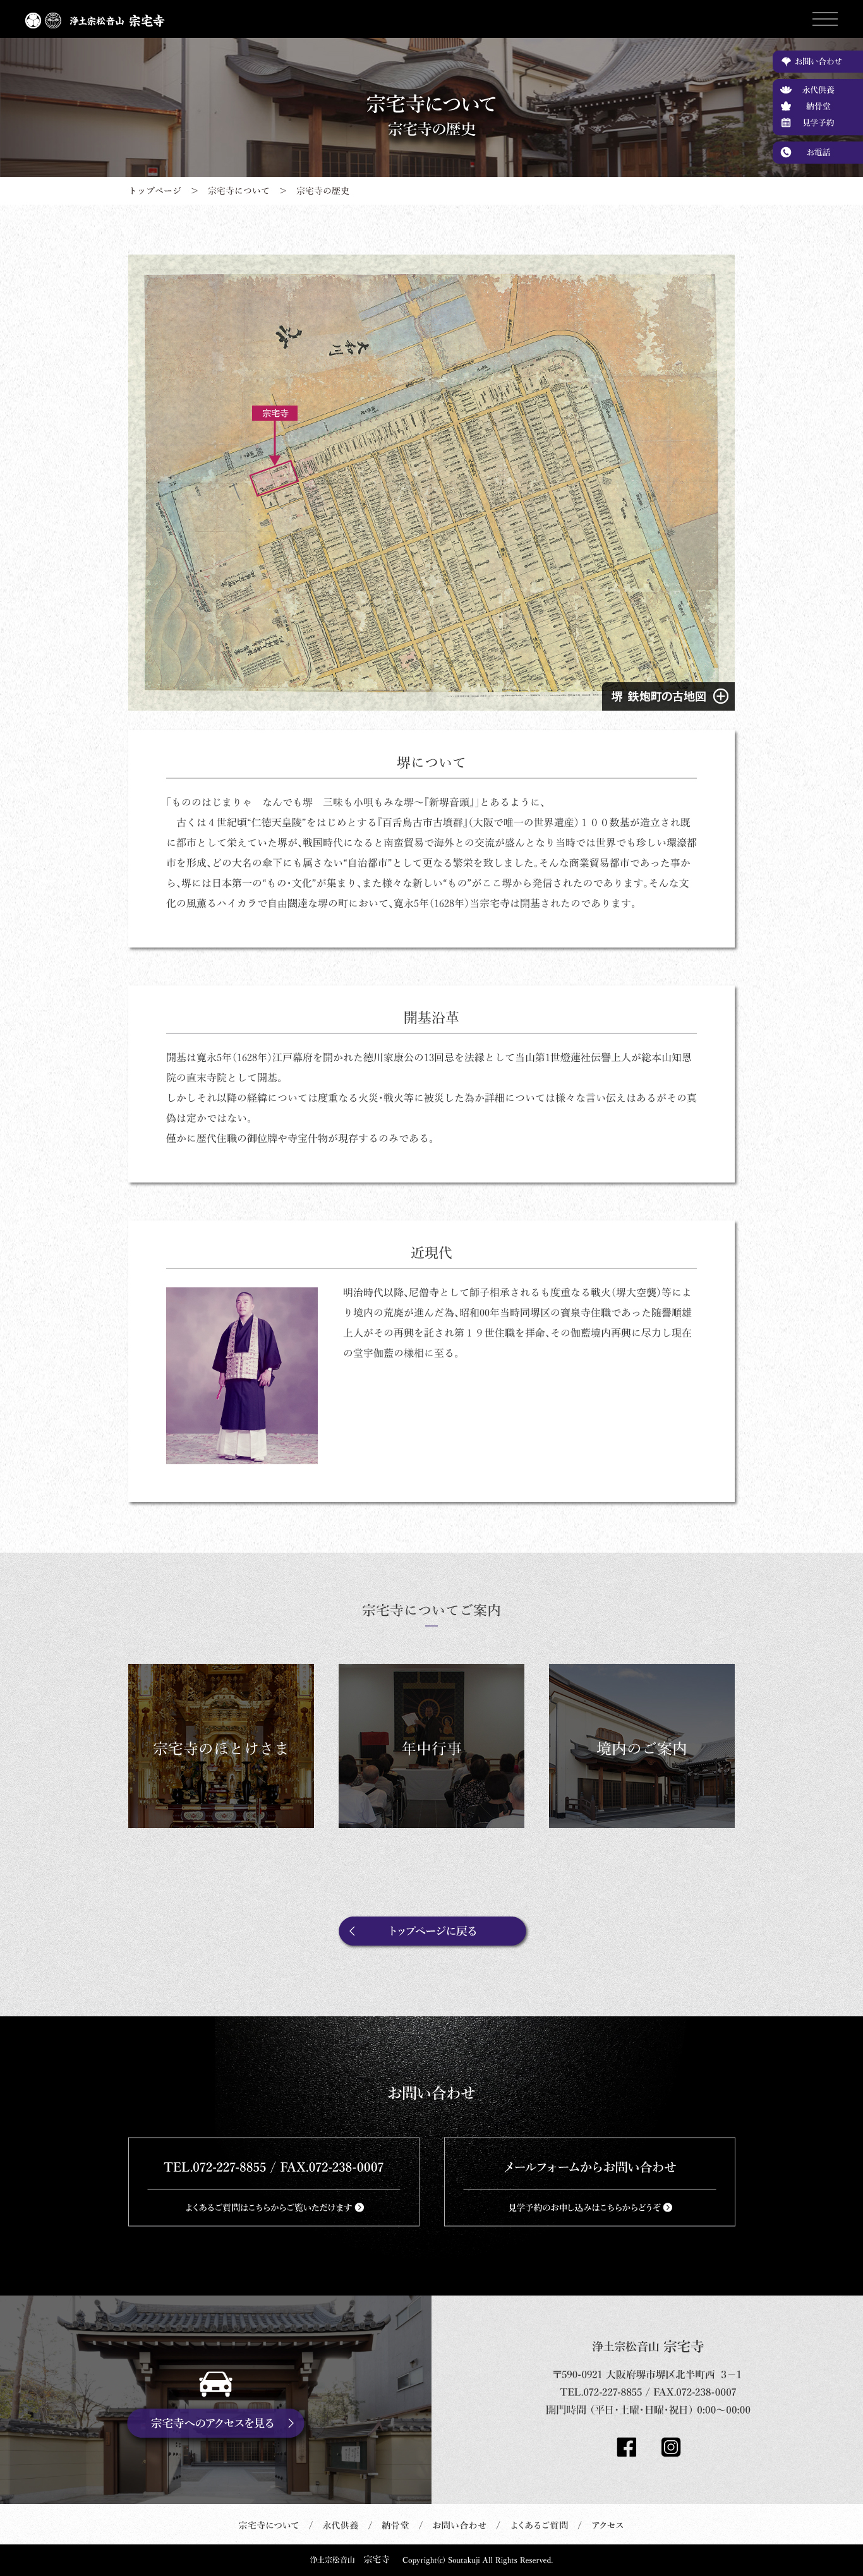 浄土宗松音山 宗宅寺
お問い合わせ
永代供養
納骨堂
見学予約
お電話
宗宅寺について
宗宅寺の歴史
トップページ > 宗宅寺について > 宗宅寺の歴史
大和川
宗宅寺
堺 鉄炮町の古地図
堺について
「もののはじまりゃ　なんでも堺　三味も小唄もみな堺～『新堺音頭』」とあるように、
　古くは４世紀頃“仁徳天皇陵”をはじめとする『百舌鳥古市古墳群』（大阪で唯一の世界遺産）１００数基が造立され既
に都市として栄えていた堺が、戦国時代になると南蛮貿易で海外との交流が盛んとなり当時では世界でも珍しい環濠都
市を形成、どの大名の傘下にも属さない“自治都市”として更なる繁栄を致しました。そんな商業貿易都市であった事か
ら、堺には日本第一の“もの・文化”が集まり、また様々な新しい“もの”がここ堺から発信されたのであります。そんな文
化の風薫るハイカラで自由闊達な堺の町において、寛永5年（1628年）当宗宅寺は開基されたのであります。
開基沿革
開基は寛永5年（1628年）江戸幕府を開かれた徳川家康公の13回忌を法縁として当山第1世燈蓮社伝譽上人が総本山知恩
院の直末寺院として開基。
しかしそれ以降の経緯については度重なる火災・戦火等に被災した為か詳細については様々な言い伝えはあるがその真
偽は定かではない。
僅かに歴代住職の御位牌や寺宝什物が現存するのみである。
近現代
明治時代以降、尼僧寺として師子相承されるも度重なる戦火（堺大空襲）等によ
り境内の荒廃が進んだ為、昭和00年当時同堺区の寶泉寺住職であった随譽順雄
上人がその再興を託され第１９世住職を拝命、その伽藍境内再興に尽力し現在
の堂宇伽藍の様相に至る。
宗宅寺についてご案内
宗宅寺のほとけさま
年中行事
境内のご案内
トップページに戻る
お問い合わせ
TEL.072-227-8855 / FAX.072-238-0007
よくあるご質問はこちらからご覧いただけます
メールフォームからお問い合わせ
見学予約のお申し込みはこちらからどうぞ
宗宅寺へのアクセスを見る
浄土宗松音山 宗宅寺
〒590-0921 大阪府堺市堺区北半町西 3－1
TEL.072-227-8855 / FAX.072-238-0007
開門時間（平日・土曜・日曜・祝日）0:00～00:00
宗宅寺について / 永代供養 / 納骨堂 / お問い合わせ / よくあるご質問 / アクセス
浄土宗松音山 宗宅寺 Copyright(c) Soutakuji All Rights Reserved.